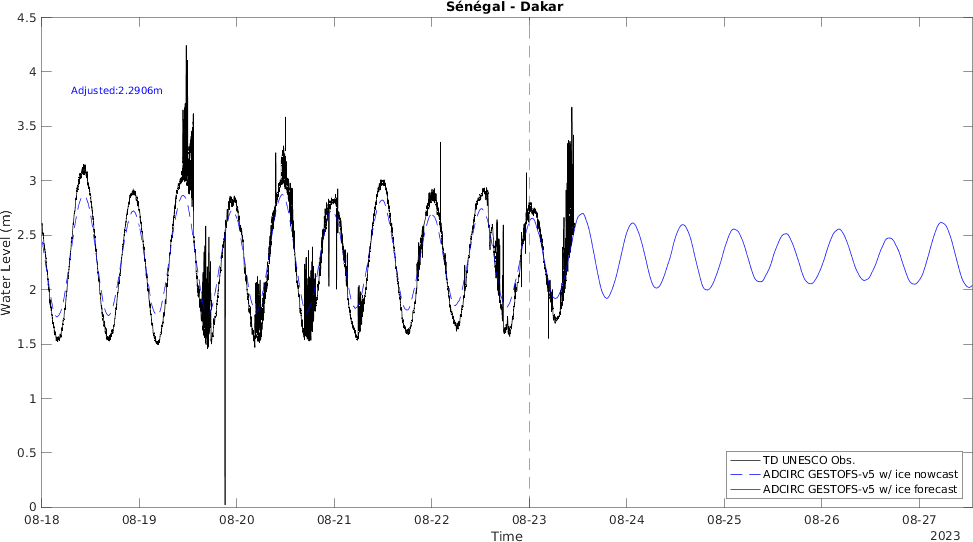 Sénégal - Dakar
4.5
4
3.5
3
2.5
2
1.5
1
0.5
0
Water Level (m)
Adjusted:2.2906m
TD UNESCO Obs.
ADCIRC GESTOFS-v5 w/ ice nowcast
ADCIRC GESTOFS-v5 w/ ice forecast
08-18 08-19 08-20 08-21 08-22 08-23 08-24 08-25 08-26 08-27
Time
2023